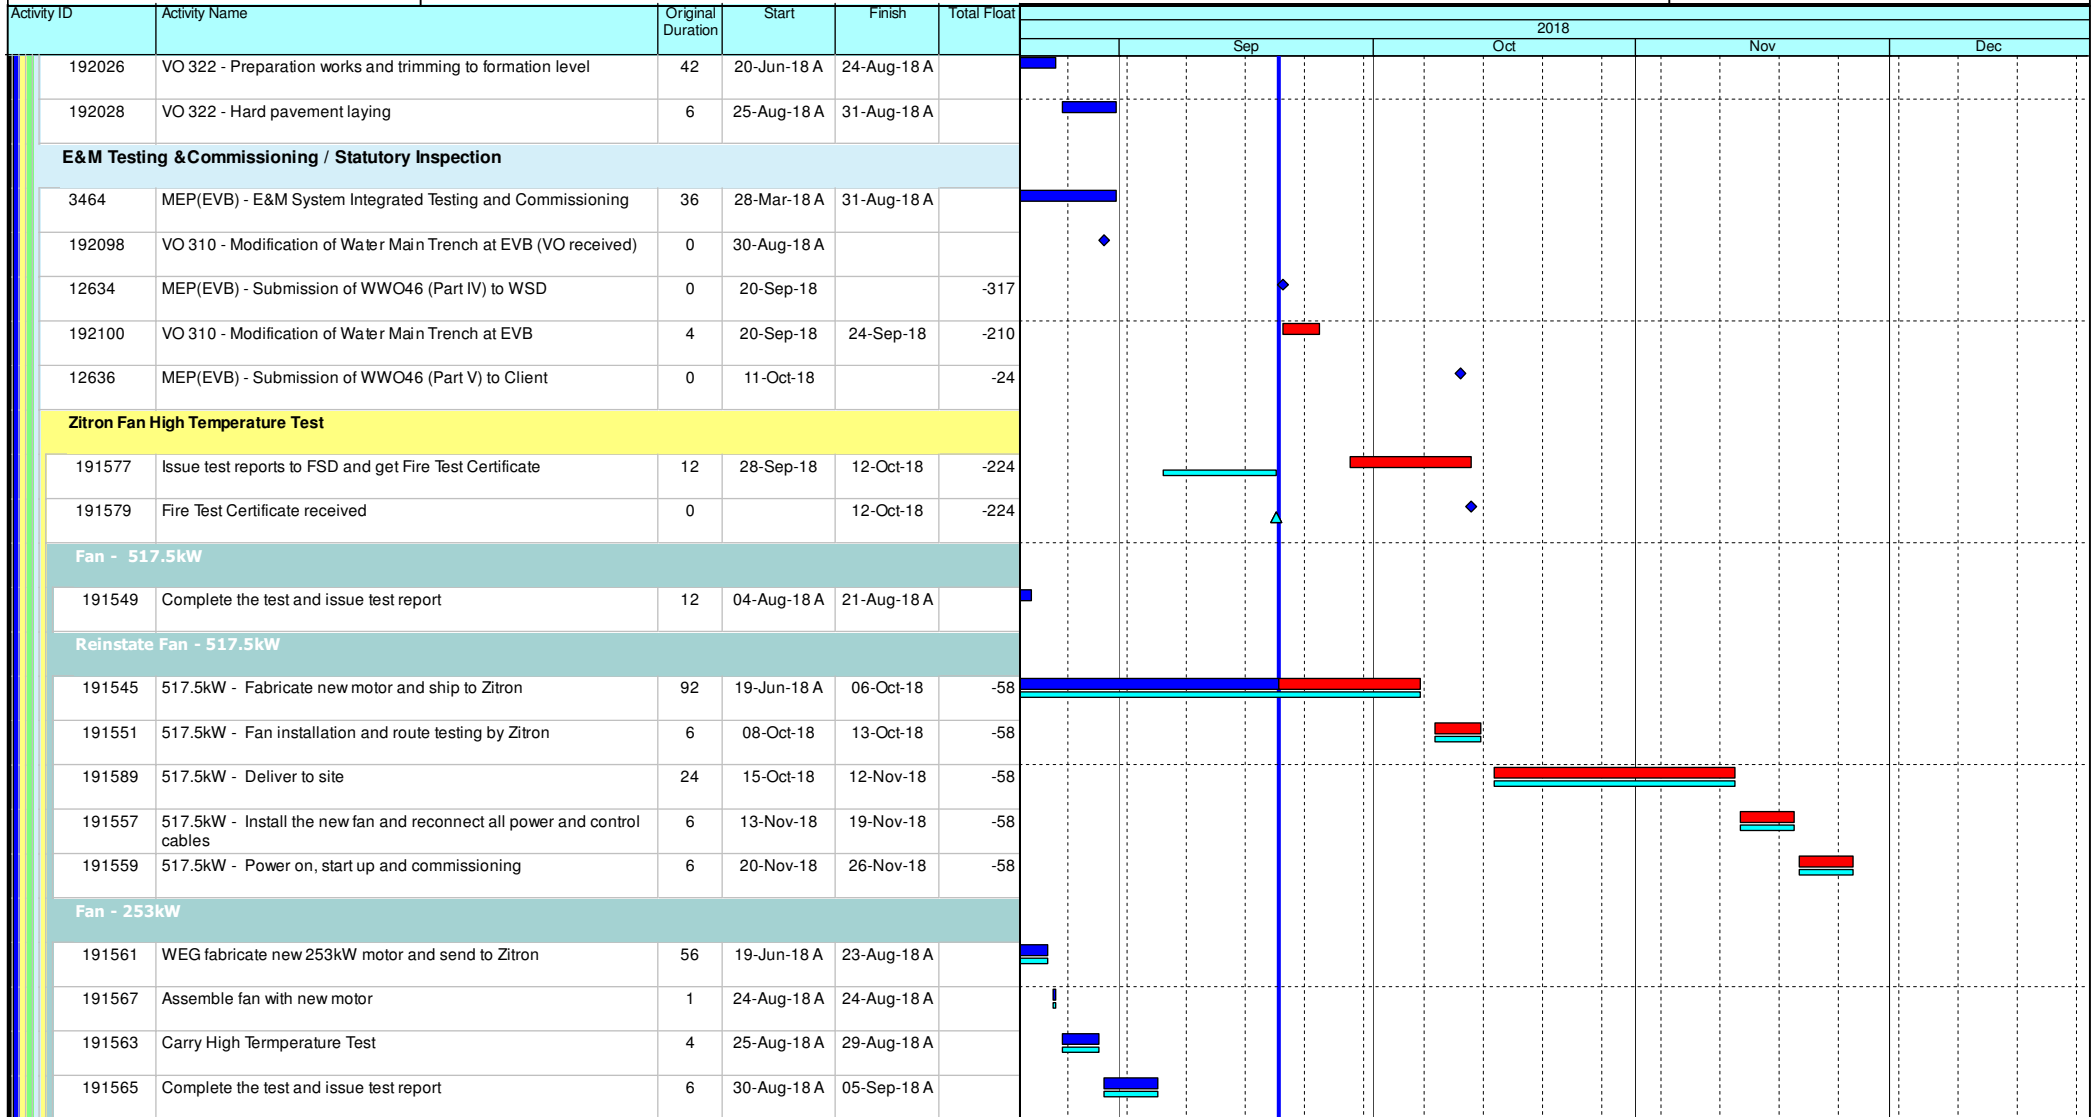 Activity ID Activity Name Original Duration Start Finish Total Float
2018
Sep Oct Nov Dec
192026 VO 322 - Preparation works and trimming to formation level 42 20-Jun-18 A 24-Aug-18 A
192028 VO 322 - Hard pavement laying 6 25-Aug-18 A 31-Aug-18 A
E&M Testing &Commissioning / Statutory Inspection
3464 MEP(EVB) - E&M System Integrated Testing and Commissioning 36 28-Mar-18 A 31-Aug-18 A
192098 VO 310 - Modification of Water Main Trench at EVB (VO received) 0 30-Aug-18 A
12634 MEP(EVB) - Submission of WWO46 (Part IV) to WSD 0 20-Sep-18 -317
192100 VO 310 - Modification of Water Main Trench at EVB 4 20-Sep-18 24-Sep-18 -210
12636 MEP(EVB) - Submission of WWO46 (Part V) to Client 0 11-Oct-18 -24
Zitron Fan High Temperature Test
191577 Issue test reports to FSD and get Fire Test Certificate 12 28-Sep-18 12-Oct-18 -224
191579 Fire Test Certificate received 0 12-Oct-18 -224
Fan - 517.5kW
191549 Complete the test and issue test report 12 04-Aug-18 A 21-Aug-18 A
Reinstate Fan - 517.5kW
191545 517.5kW - Fabricate new motor and ship to Zitron 92 19-Jun-18 A 06-Oct-18 -58
191551 517.5kW - Fan installation and route testing by Zitron 6 08-Oct-18 13-Oct-18 -58
191589 517.5kW - Deliver to site 24 15-Oct-18 12-Nov-18 -58
191557 517.5kW - Install the new fan and reconnect all power and control cables 6 13-Nov-18 19-Nov-18 -58
191559 517.5kW - Power on, start up and commissioning 6 20-Nov-18 26-Nov-18 -58
Fan - 253kW
191561 WEG fabricate new 253kW motor and send to Zitron 56 19-Jun-18 A 23-Aug-18 A
191567 Assemble fan with new motor 1 24-Aug-18 A 24-Aug-18 A
191563 Carry High Termperature Test 4 25-Aug-18 A 29-Aug-18 A
191565 Complete the test and issue test report 6 30-Aug-18 A 05-Sep-18 A